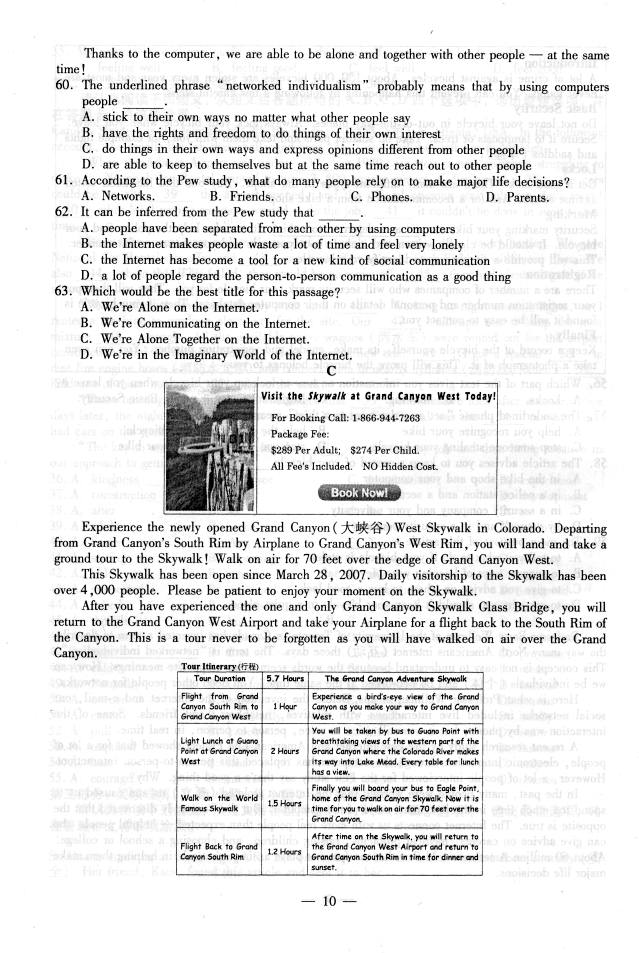 Thanks to the computer, we are able to be alone and together with other people — at the same
time!
60. The underlined phrase "networked individualism" probably means that by using computers
people ______.
A. stick to their own ways no matter what other people say
B. have the rights and freedom to do things of their own interest
C. do things in their own ways and express opinions different from other people
D. are able to keep to themselves but at the same time reach out to other people
61. According to the Pew study, what do many people rely on to make major life decisions?
A. Networks. B. Friends. C. Phones. D. Parents.
62. It can be inferred from the Pew study that ______.
A. people have been separated from each other by using computers
B. the Internet makes people waste a lot of time and feel very lonely
C. the Internet has become a tool for a new kind of social communication
D. a lot of people regard the person-to-person communication as a good thing
63. Which would be the best title for this passage?
A. We're Alone on the Internet.
B. We're Communicating on the Internet.
C. We're Alone Together on the Internet.
D. We're in the Imaginary World of the Internet.
C
Visit the Skywalk at Grand Canyon West Today!
For Booking Call: 1-866-944-7263
Package Fee:
$289 Per Adult; $274 Per Child.
All Fee's Included. NO Hidden Cost.
Book Now!
Experience the newly opened Grand Canyon(大峡谷)West Skywalk in Colorado. Departing
from Grand Canyon's South Rim by Airplane to Grand Canyon's West Rim, you will land and take a
ground tour to the Skywalk! Walk on air for 70 feet over the edge of Grand Canyon West.
This Skywalk has been open since March 28, 2007. Daily visitorship to the Skywalk has been
over 4,000 people. Please be patient to enjoy your moment on the Skywalk.
After you have experienced the one and only Grand Canyon Skywalk Glass Bridge, you will
return to the Grand Canyon West Airport and take your Airplane for a flight back to the South Rim of
the Canyon. This is a tour never to be forgotten as you will have walked on air over the Grand
Canyon.
Tour Itinerary(行程)
Tour Duration 5.7 Hours The Grand Canyon Adventure Skywalk
Flight from Grand
Canyon South Rim to
Grand Canyon West
1 Hour
Experience a bird's-eye view of the Grand
Canyon as you make your way to Grand Canyon
West.
Light Lunch at Guano
Point at Grand Canyon
West
2 Hours
You will be taken by bus to Guano Point with
breathtaking views of the western part of the
Grand Canyon where the Colorado River makes
its way into Lake Mead. Every table for lunch
has a view.
Walk on the World
Famous Skywalk
1.5 Hours
Finally you will board your bus to Eagle Point,
home of the Grand Canyon Skywalk. Now it is
time for you to walk on air for 70 feet over the
Grand Canyon.
Flight Back to Grand
Canyon South Rim
1.2 Hours
After time on the Skywalk, you will return to
the Grand Canyon West Airport and return to
Grand Canyon South Rim in time for dinner and
sunset.
— 10 —